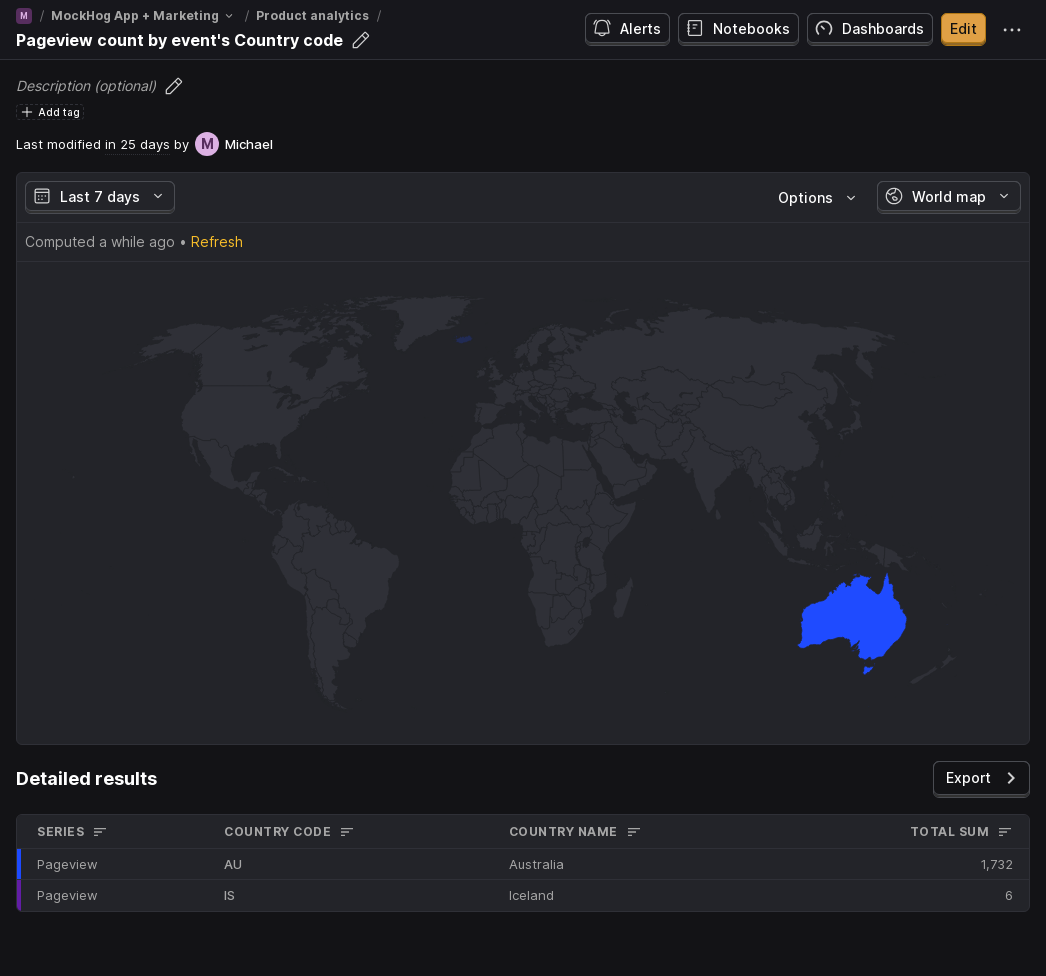 M / MockHog App + Marketing / Product analytics /
Pageview count by event's Country code
Alerts
Notebooks
Dashboards
Edit
Description (optional)
Add tag
Last modified in 25 days by M Michael
Last 7 days
Options
World map
Computed a while ago • Refresh
Detailed results
Export
SERIES COUNTRY CODE COUNTRY NAME TOTAL SUM
Pageview AU Australia 1,732
Pageview IS Iceland 6